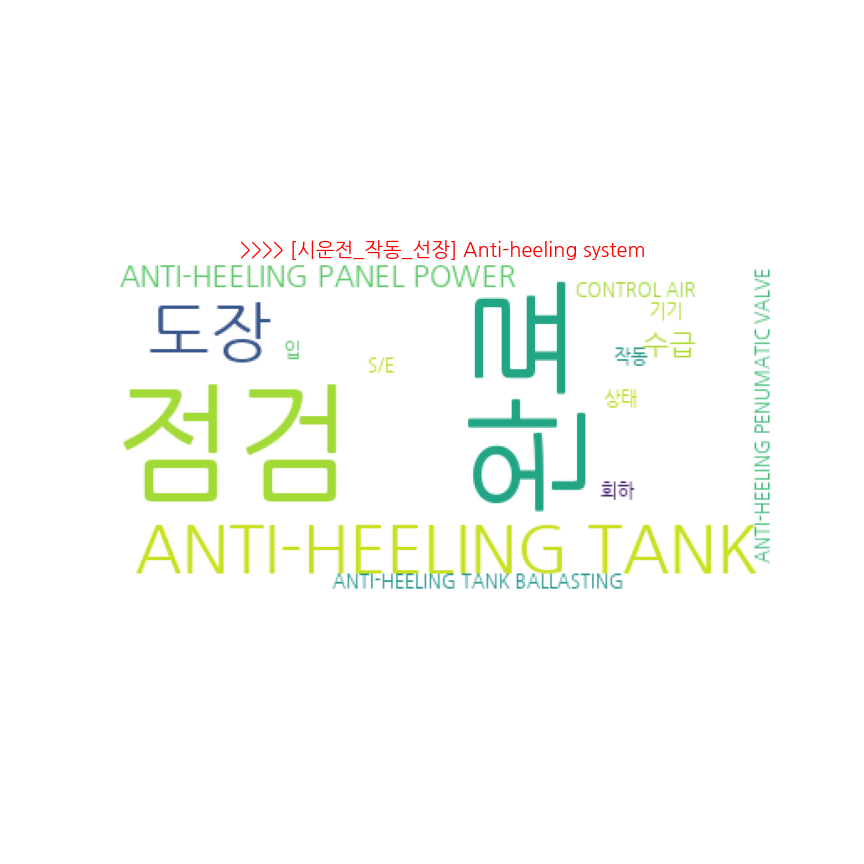 >>>> [시운전_작동_선장] Anti-heeling system
ANTI-HEELING PANEL POWER
CONTROL AIR
기기
도장
입
S/E
작동
수급
상태
점검
완료
회하
ANTI-HEELING PENUMATIC VALVE
ANTI-HEELING TANK
ANTI-HEELING TANK BALLASTING